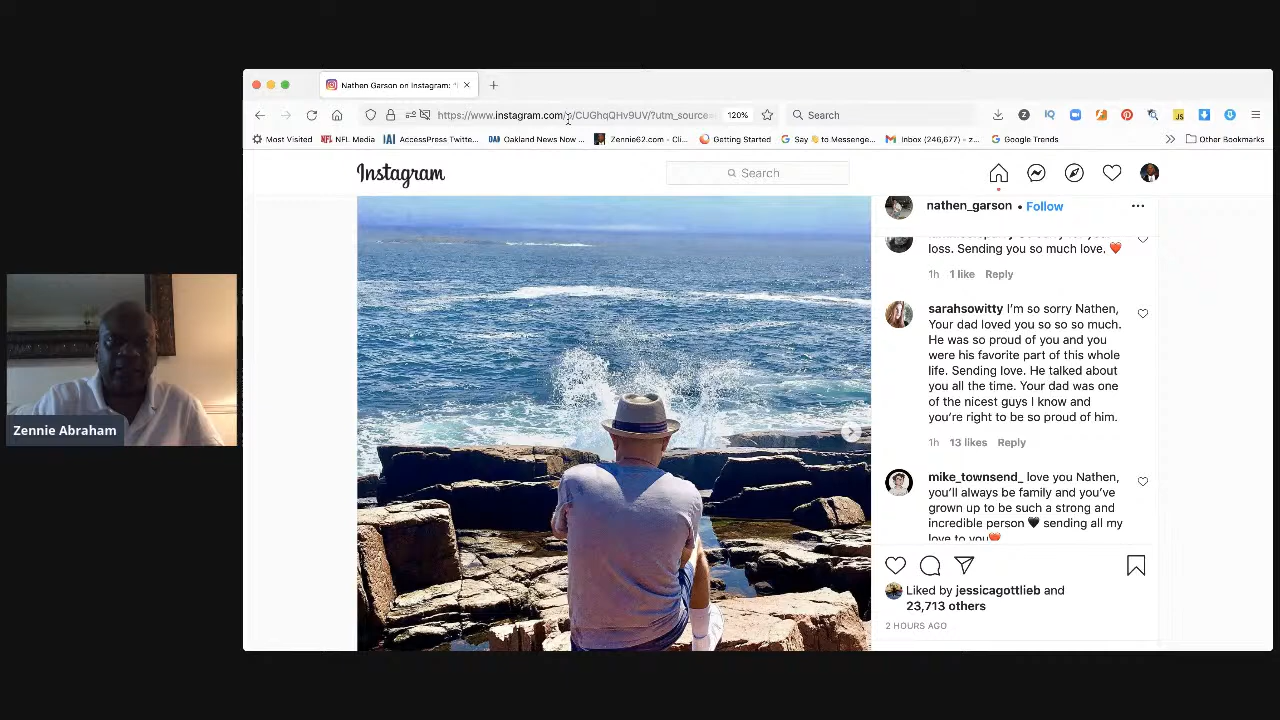 Nathen Garson on Instagram: "
https://www.instagram.com/p/CUGhqQHv9UV/?utm_source=
120%
Search
Most Visited
NFL Media
AccessPress Twitte...
Oakland News Now ...
Zennie62.com - Cli...
Getting Started
Say 👋 to Messenge...
Inbox (246,677) - z...
Google Trends
Other Bookmarks
Instagram
Search
nathen_garson • Follow
loss. Sending you so much love. ❤️
1h 1 like Reply
sarahsowitty I'm so sorry Nathen,
Your dad loved you so so so much.
He was so proud of you and you
were his favorite part of this whole
life. Sending love. He talked about
you all the time. Your dad was one
of the nicest guys I know and
you're right to be so proud of him.
1h 13 likes Reply
Zennie Abraham
mike_townsend_ love you Nathen,
you'll always be family and you've
grown up to be such a strong and
incredible person 🖤 sending all my
love to you❤️
Liked by jessicagottlieb and
23,713 others
2 HOURS AGO